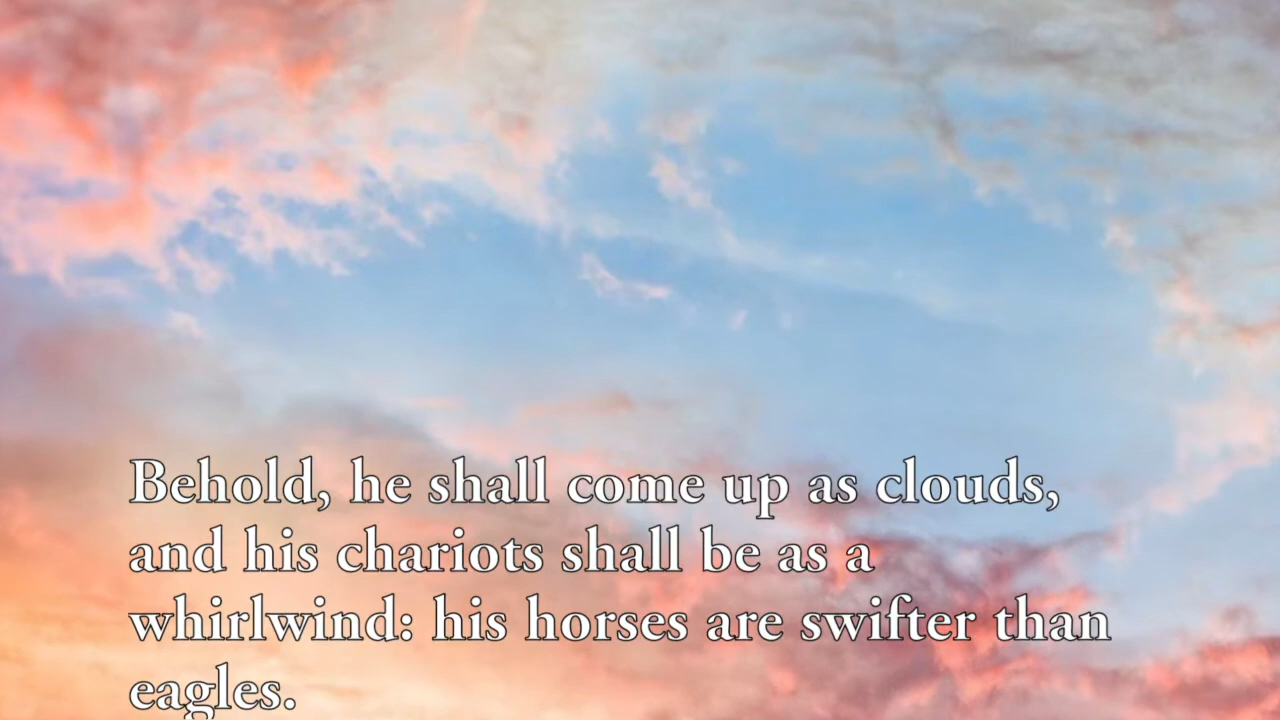 Behold, he shall come up as clouds,
and his chariots shall be as a
whirlwind: his horses are swifter than
eagles.